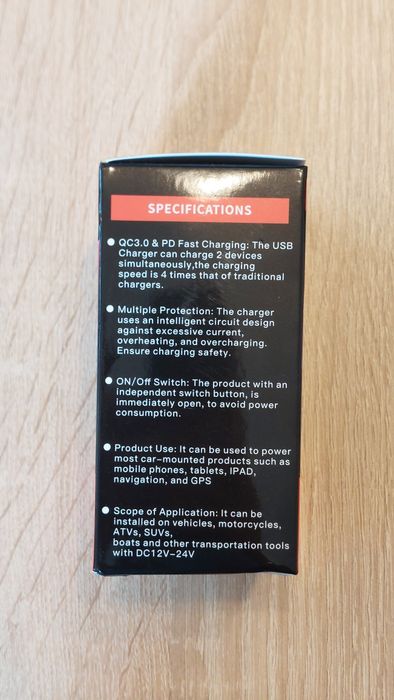 SPECIFICATIONS
QC3.0 & PD Fast Charging: The USB
Charger can charge 2 devices
simultaneously,the charging
speed is 4 times that of traditional
chargers.
Multiple Protection: The charger
uses an intelligent circuit design
against excessive current,
overheating, and overcharging.
Ensure charging safety.
ON/Off Switch: The product with an
independent switch button, is
immediately open, to avoid power
consumption.
Product Use: It can be used to power
most car-mounted products such as
mobile phones, tablets, IPAD,
navigation, and GPS
Scope of Application: It can be
installed on vehicles, motorcycles,
ATVs, SUVs,
boats and other transportation tools
with DC12V-24V